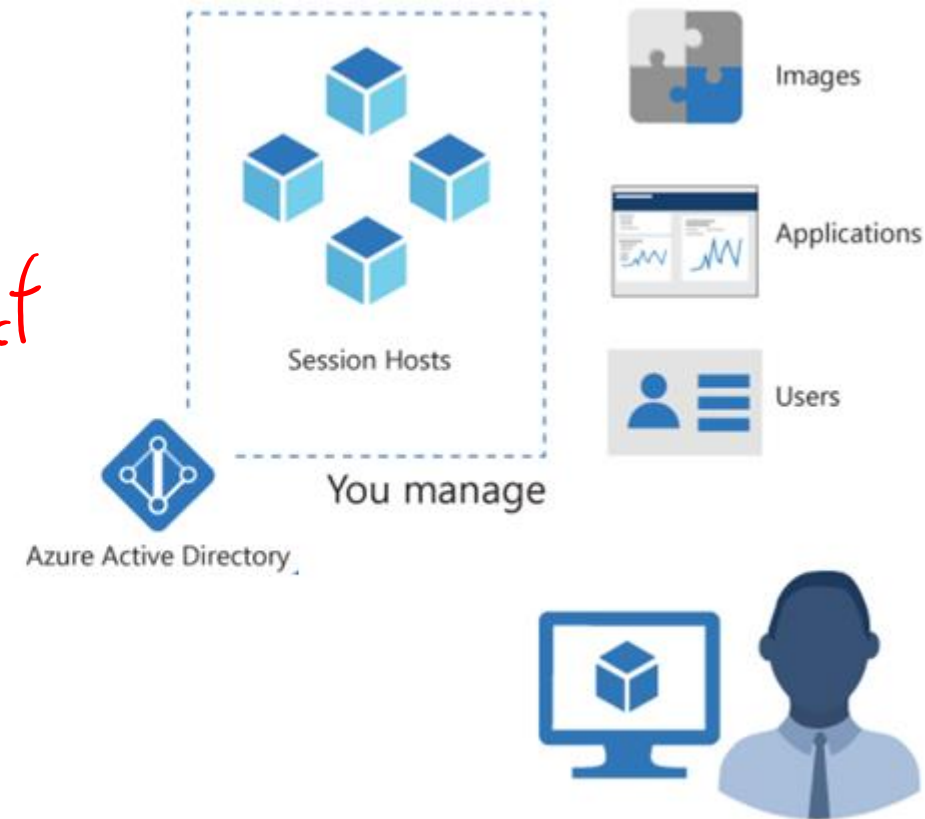 Images
Applications
Session Hosts
Users
You manage
Azure Active Directory